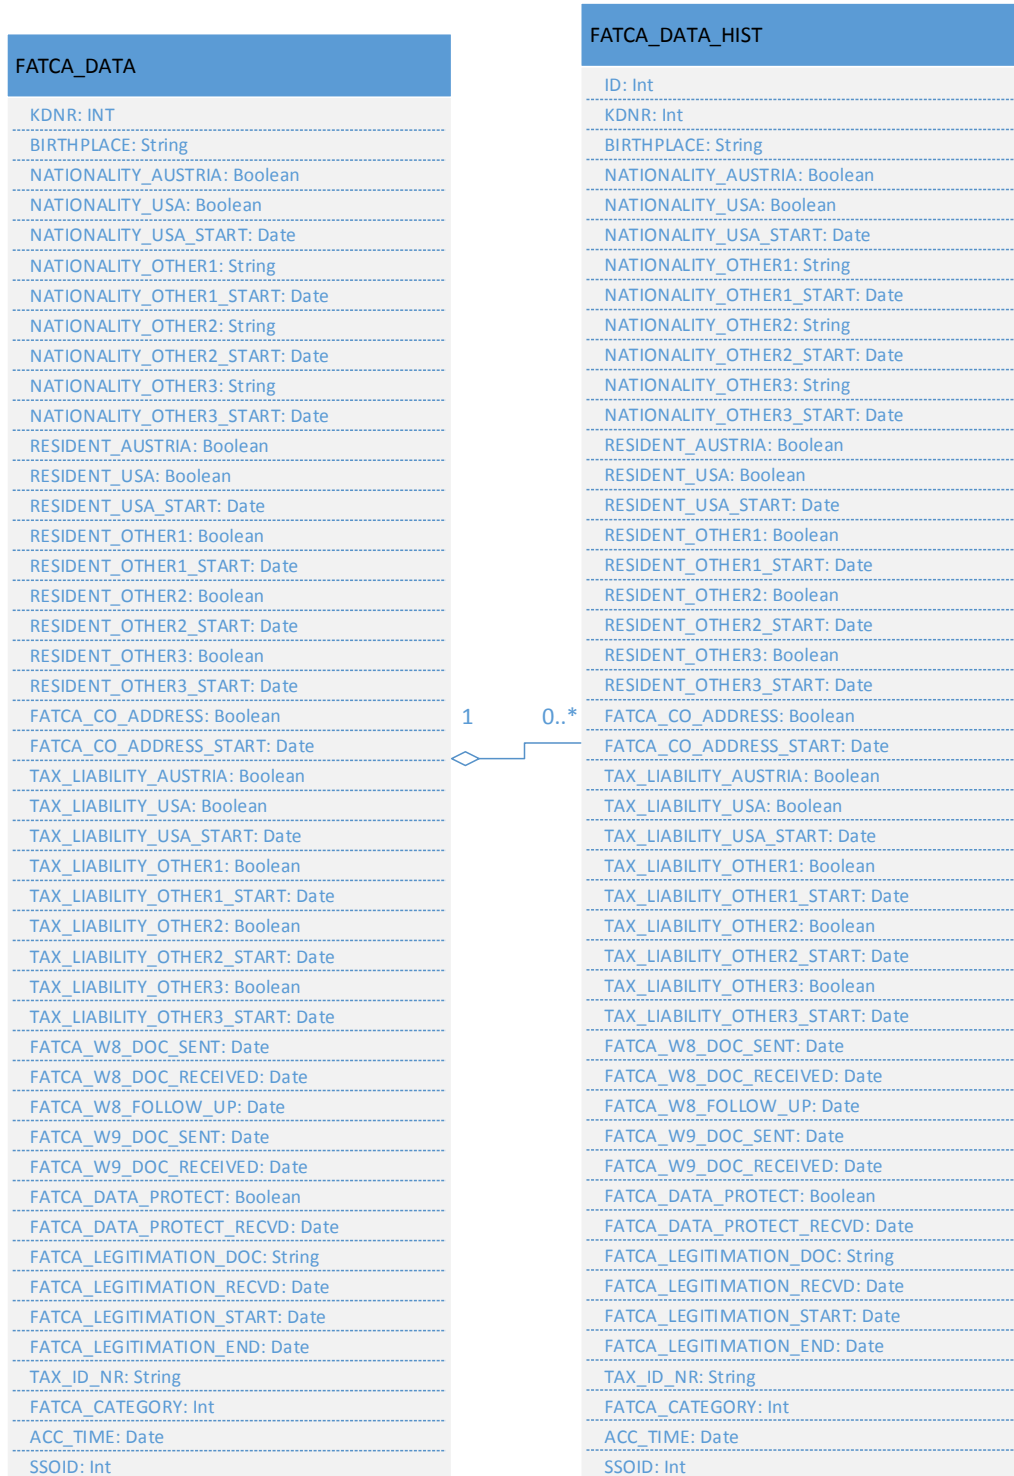 FATCA_DATA
KDNR: INT
BIRTHPLACE: String
NATIONALITY_AUSTRIA: Boolean
NATIONALITY_USA: Boolean
NATIONALITY_USA_START: Date
NATIONALITY_OTHER1: String
NATIONALITY_OTHER1_START: Date
NATIONALITY_OTHER2: String
NATIONALITY_OTHER2_START: Date
NATIONALITY_OTHER3: String
NATIONALITY_OTHER3_START: Date
RESIDENT_AUSTRIA: Boolean
RESIDENT_USA: Boolean
RESIDENT_USA_START: Date
RESIDENT_OTHER1: Boolean
RESIDENT_OTHER1_START: Date
RESIDENT_OTHER2: Boolean
RESIDENT_OTHER2_START: Date
RESIDENT_OTHER3: Boolean
RESIDENT_OTHER3_START: Date
FATCA_CO_ADDRESS: Boolean
FATCA_CO_ADDRESS_START: Date
TAX_LIABILITY_AUSTRIA: Boolean
TAX_LIABILITY_USA: Boolean
TAX_LIABILITY_USA_START: Date
TAX_LIABILITY_OTHER1: Boolean
TAX_LIABILITY_OTHER1_START: Date
TAX_LIABILITY_OTHER2: Boolean
TAX_LIABILITY_OTHER2_START: Date
TAX_LIABILITY_OTHER3: Boolean
TAX_LIABILITY_OTHER3_START: Date
FATCA_W8_DOC_SENT: Date
FATCA_W8_DOC_RECEIVED: Date
FATCA_W8_FOLLOW_UP: Date
FATCA_W9_DOC_SENT: Date
FATCA_W9_DOC_RECEIVED: Date
FATCA_DATA_PROTECT: Boolean
FATCA_DATA_PROTECT_RECVD: Date
FATCA_LEGITIMATION_DOC: String
FATCA_LEGITIMATION_RECVD: Date
FATCA_LEGITIMATION_START: Date
FATCA_LEGITIMATION_END: Date
TAX_ID_NR: String
FATCA_CATEGORY: Int
ACC_TIME: Date
SSOID: Int
1 0..*
FATCA_DATA_HIST
ID: Int
KDNR: Int
BIRTHPLACE: String
NATIONALITY_AUSTRIA: Boolean
NATIONALITY_USA: Boolean
NATIONALITY_USA_START: Date
NATIONALITY_OTHER1: String
NATIONALITY_OTHER1_START: Date
NATIONALITY_OTHER2: String
NATIONALITY_OTHER2_START: Date
NATIONALITY_OTHER3: String
NATIONALITY_OTHER3_START: Date
RESIDENT_AUSTRIA: Boolean
RESIDENT_USA: Boolean
RESIDENT_USA_START: Date
RESIDENT_OTHER1: Boolean
RESIDENT_OTHER1_START: Date
RESIDENT_OTHER2: Boolean
RESIDENT_OTHER2_START: Date
RESIDENT_OTHER3: Boolean
RESIDENT_OTHER3_START: Date
FATCA_CO_ADDRESS: Boolean
FATCA_CO_ADDRESS_START: Date
TAX_LIABILITY_AUSTRIA: Boolean
TAX_LIABILITY_USA: Boolean
TAX_LIABILITY_USA_START: Date
TAX_LIABILITY_OTHER1: Boolean
TAX_LIABILITY_OTHER1_START: Date
TAX_LIABILITY_OTHER2: Boolean
TAX_LIABILITY_OTHER2_START: Date
TAX_LIABILITY_OTHER3: Boolean
TAX_LIABILITY_OTHER3_START: Date
FATCA_W8_DOC_SENT: Date
FATCA_W8_DOC_RECEIVED: Date
FATCA_W8_FOLLOW_UP: Date
FATCA_W9_DOC_SENT: Date
FATCA_W9_DOC_RECEIVED: Date
FATCA_DATA_PROTECT: Boolean
FATCA_DATA_PROTECT_RECVD: Date
FATCA_LEGITIMATION_DOC: String
FATCA_LEGITIMATION_RECVD: Date
FATCA_LEGITIMATION_START: Date
FATCA_LEGITIMATION_END: Date
TAX_ID_NR: String
FATCA_CATEGORY: Int
ACC_TIME: Date
SSOID: Int